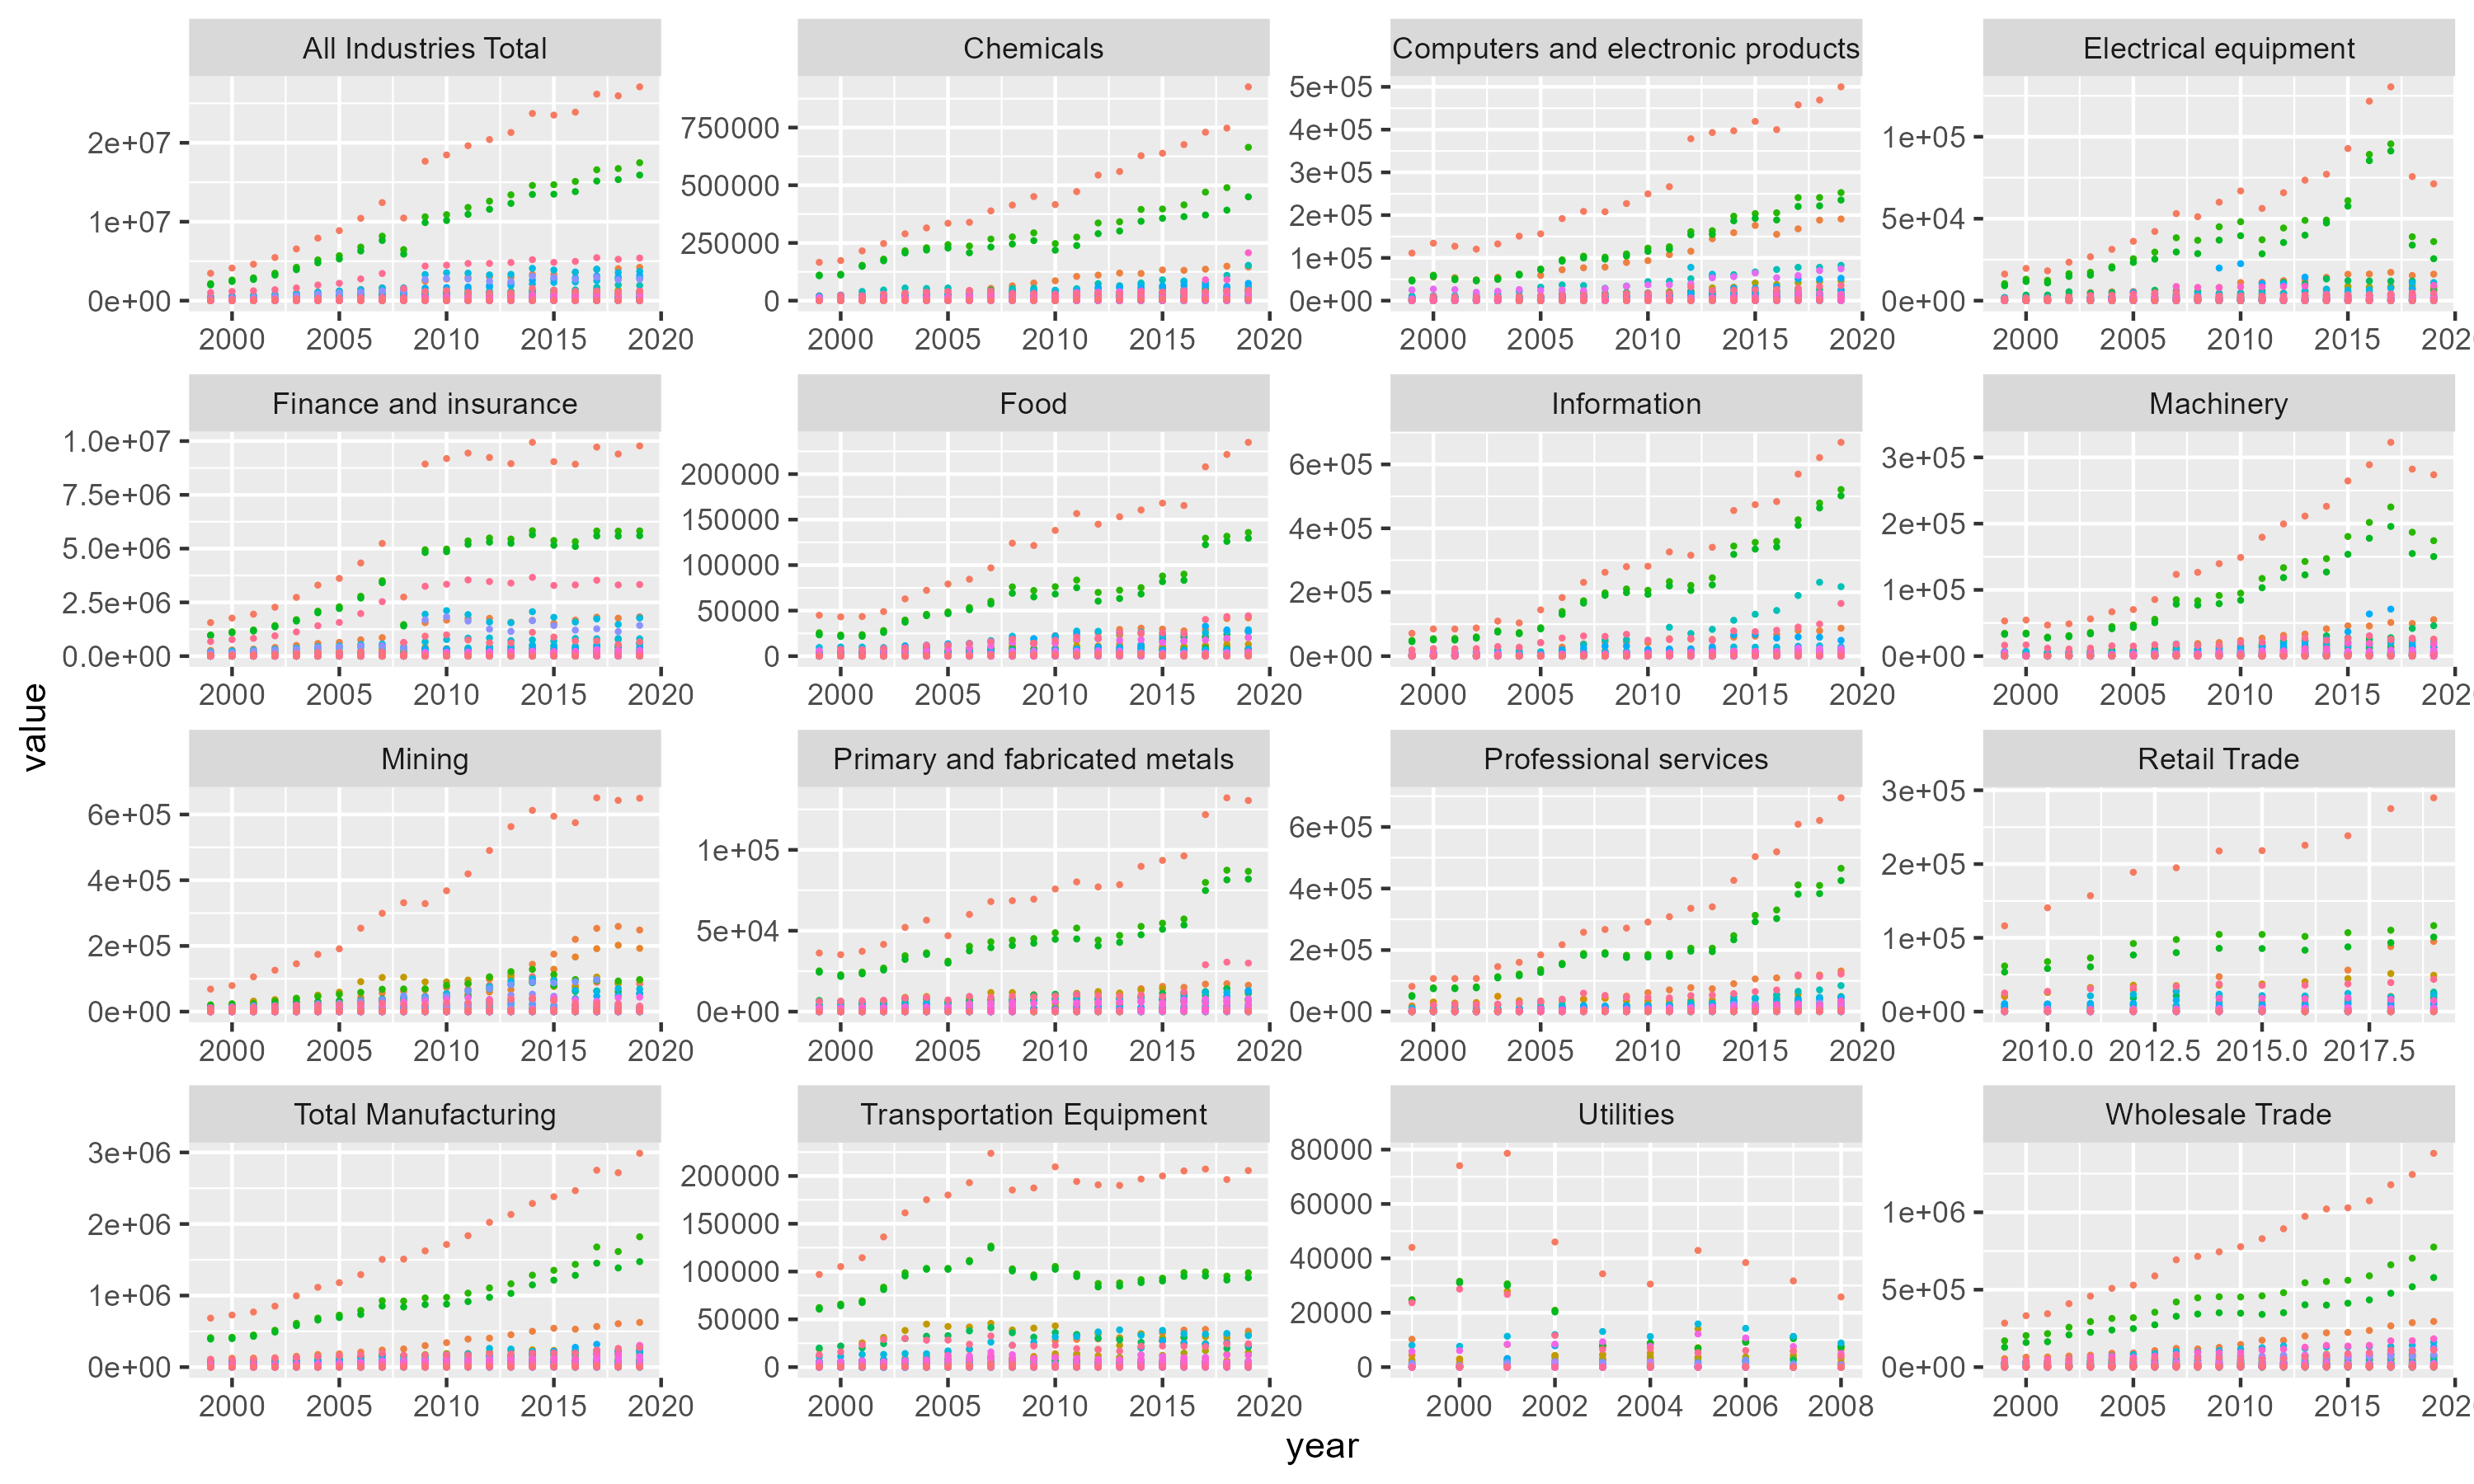 All Industries Total Chemicals Computers and electronic products Electrical equipment
2e+07 1e+07 0e+00
750000 500000 250000 0
5e+05 4e+05 3e+05 2e+05 1e+05 0e+00
1e+05 5e+04 0e+00
2000 2005 2010 2015 2020 2000 2005 2010 2015 2020 2000 2005 2010 2015 2020 2000 2005 2010 2015 202
Finance and insurance Food Information Machinery
1.0e+07 7.5e+06 5.0e+06 2.5e+06 0.0e+00
200000 150000 100000 50000 0
6e+05 4e+05 2e+05 0e+00
3e+05 2e+05 1e+05 0e+00
2000 2005 2010 2015 2020 2000 2005 2010 2015 2020 2000 2005 2010 2015 2020 2000 2005 2010 2015 202
value
Mining Primary and fabricated metals Professional services Retail Trade
6e+05 4e+05 2e+05 0e+00
1e+05 5e+04 0e+00
6e+05 4e+05 2e+05 0e+00
3e+05 2e+05 1e+05 0e+00
2000 2005 2010 2015 2020 2000 2005 2010 2015 2020 2000 2005 2010 2015 2020 2010.0 2012.5 2015.0 2017.5
Total Manufacturing Transportation Equipment Utilities Wholesale Trade
3e+06 2e+06 1e+06 0e+00
200000 150000 100000 50000 0
80000 60000 40000 20000 0
1e+06 5e+05 0e+00
2000 2005 2010 2015 2020 2000 2005 2010 2015 2020 2000 2002 2004 2006 2008 2000 2005 2010 2015 202
year